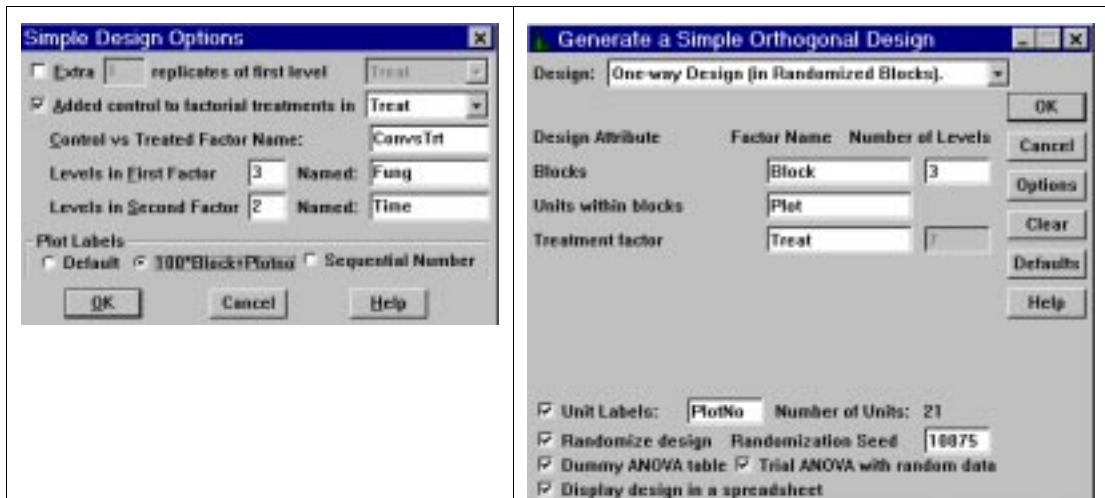 Simple Design Options
Extra 1 replicates of first level Treat
Added control to factorial treatments in Treat
Control vs Treated Factor Name: ConvsTrt
Levels in First Factor 3 Named: Fung
Levels in Second Factor 2 Named: Time
Plot Labels
Default 100*Block+Plotno Sequential Number
OK Cancel Help
Generate a Simple Orthogonal Design
Design: One-way Design (in Randomized Blocks).
OK
Design Attribute Factor Name Number of Levels
Cancel
Blocks Block 3
Options
Units within blocks Plot
Clear
Treatment factor Treat 7
Defaults
Help
Unit Labels: PlotNo Number of Units: 21
Randomize design Randomization Seed 10875
Dummy ANOVA table Trial ANOVA with random data
Display design in a spreadsheet